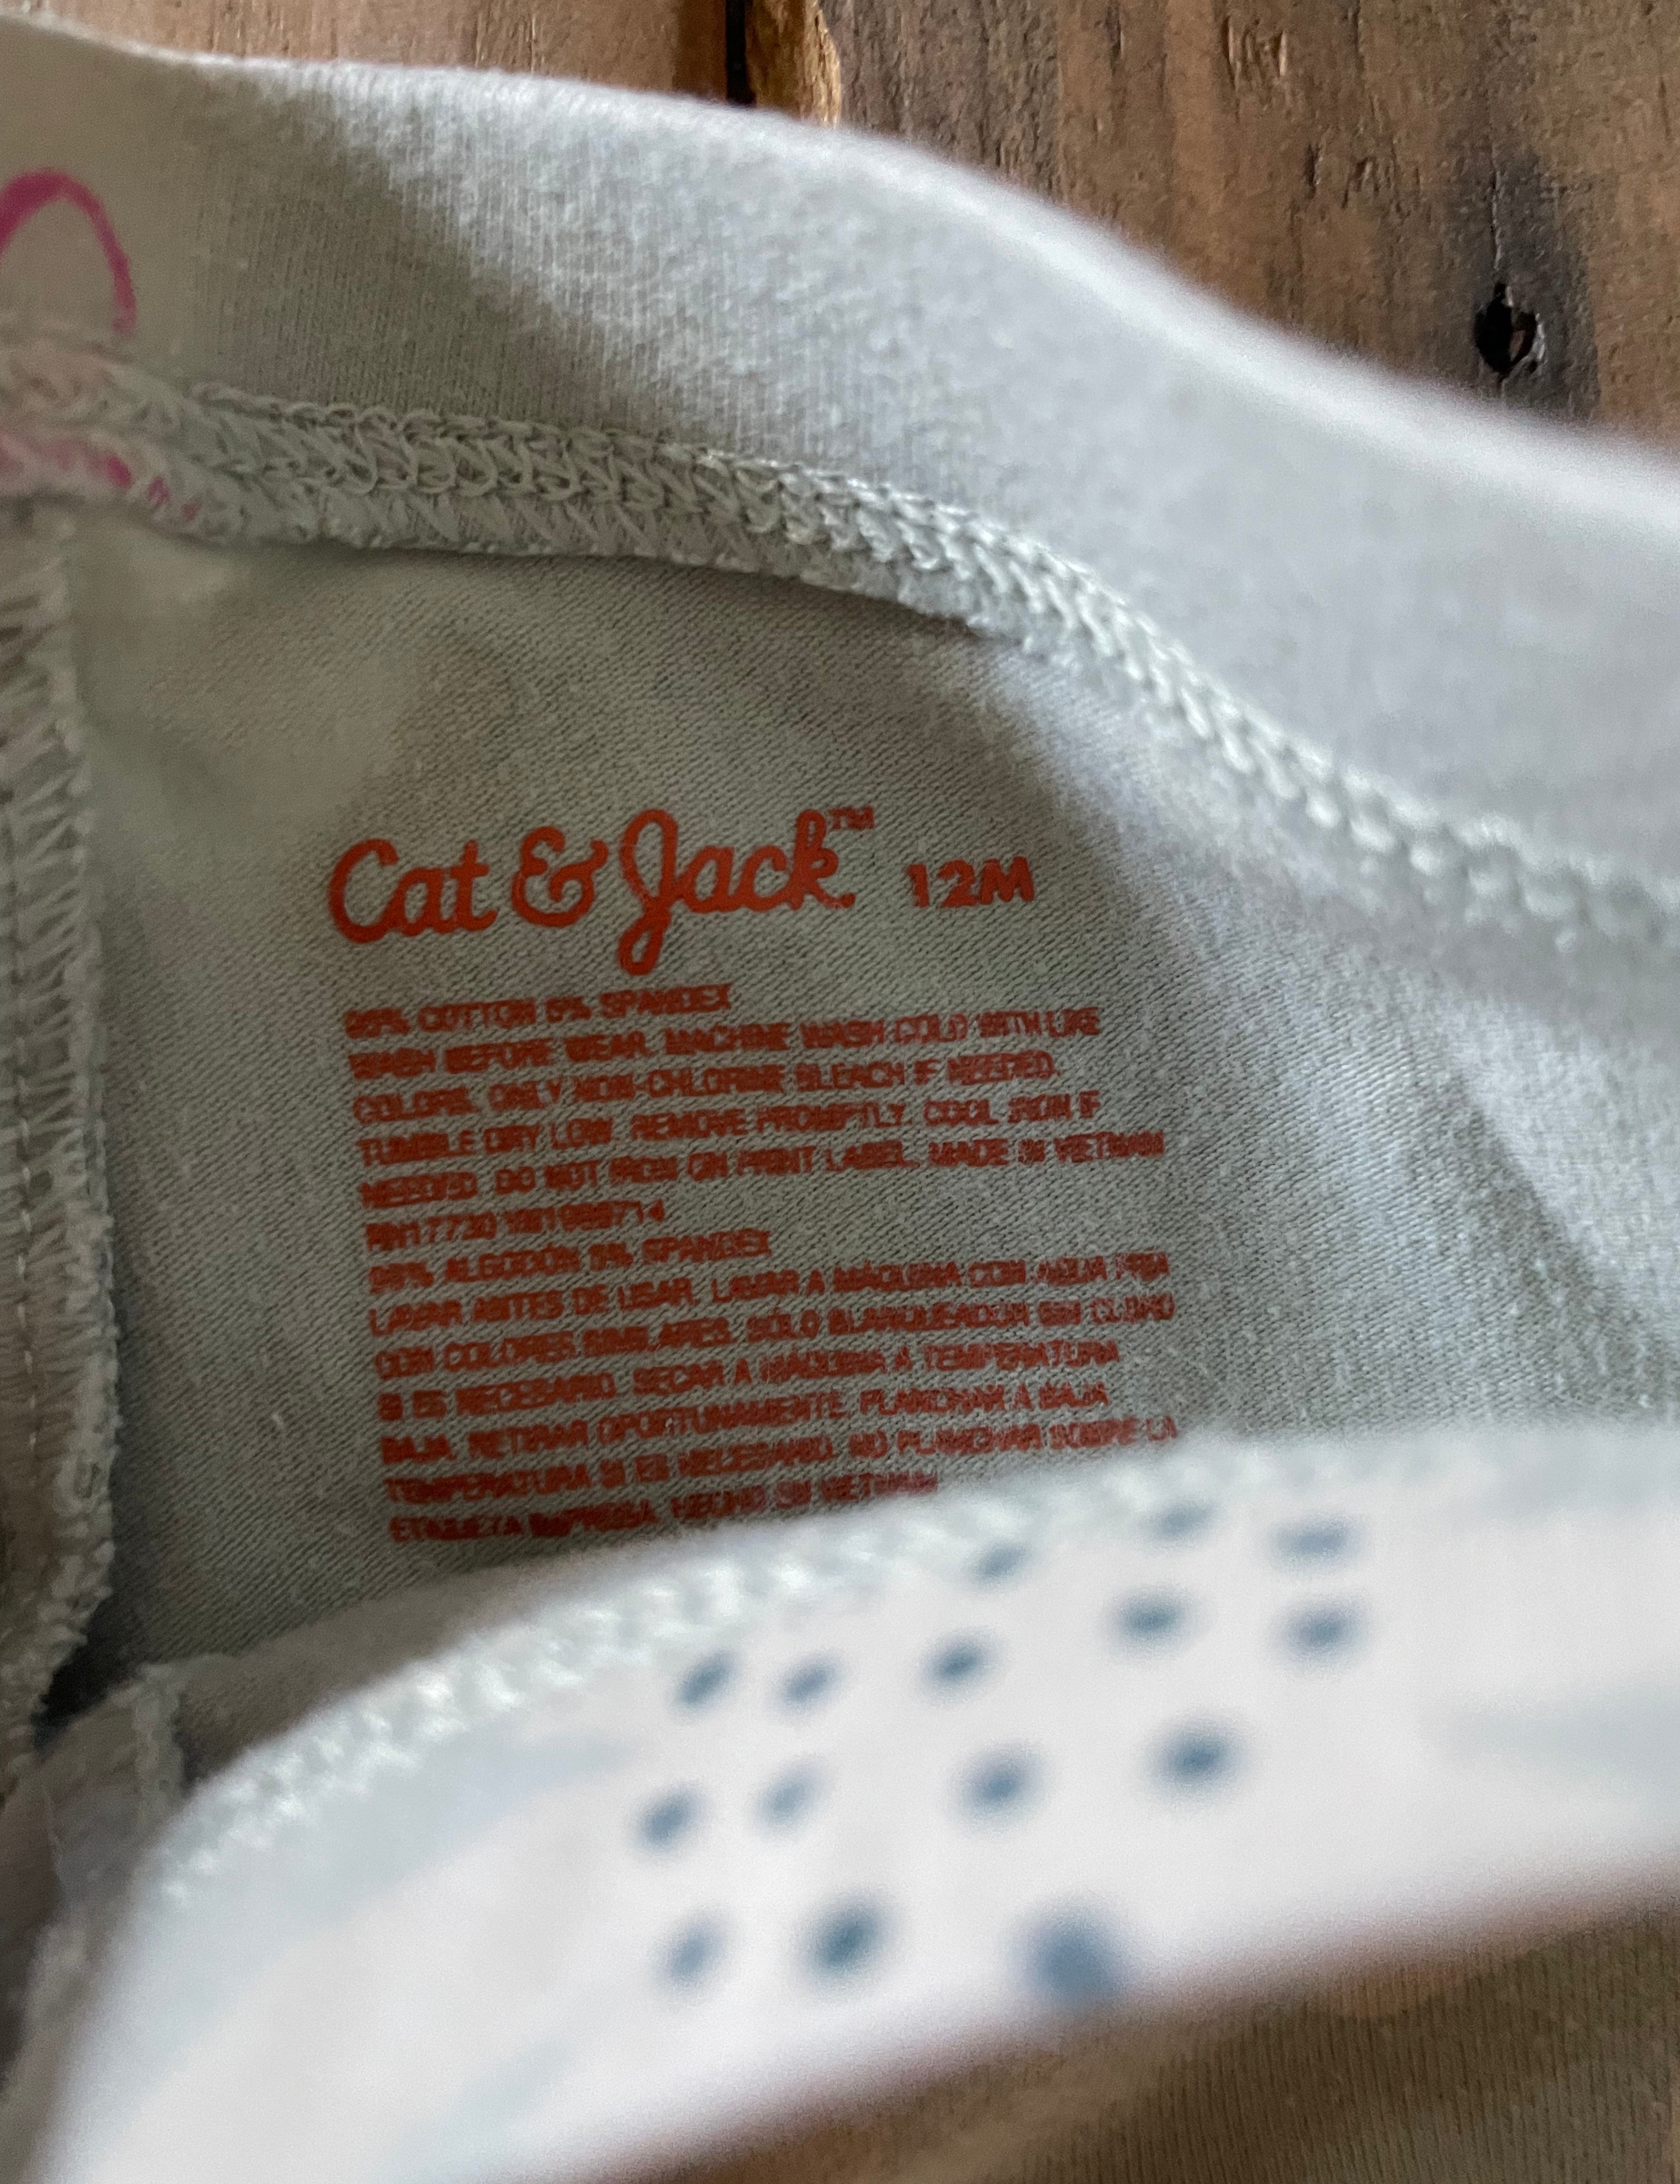 Cat & Jack™ 12M
95% COTTON 5% SPANDEX
WASH BEFORE WEAR. MACHINE WASH COLD WITH LIKE
COLORS. ONLY NON-CHLORINE BLEACH IF NEEDED.
TUMBLE DRY LOW. REMOVE PROMPTLY. COOL IRON IF
NEEDED. DO NOT IRON ON PRINT LABEL. MADE IN VIETNAM
95% ALGODÓN 5% SPANDEX
LAVAR ANTES DE USAR. LAVAR A MÁQUINA CON AGUA FRÍA
CON COLORES SIMILARES. SÓLO BLANQUEADOR SIN CLORO
SI ES NECESARIO. SECAR A MÁQUINA A TEMPERATURA
BAJA. RETIRAR OPORTUNAMENTE. PLANCHAR A BAJA
TEMPERATURA SI ES NECESARIO. NO PLANCHAR SOBRE LA
ETIQUETA IMPRESA. HECHO EN VIETNAM